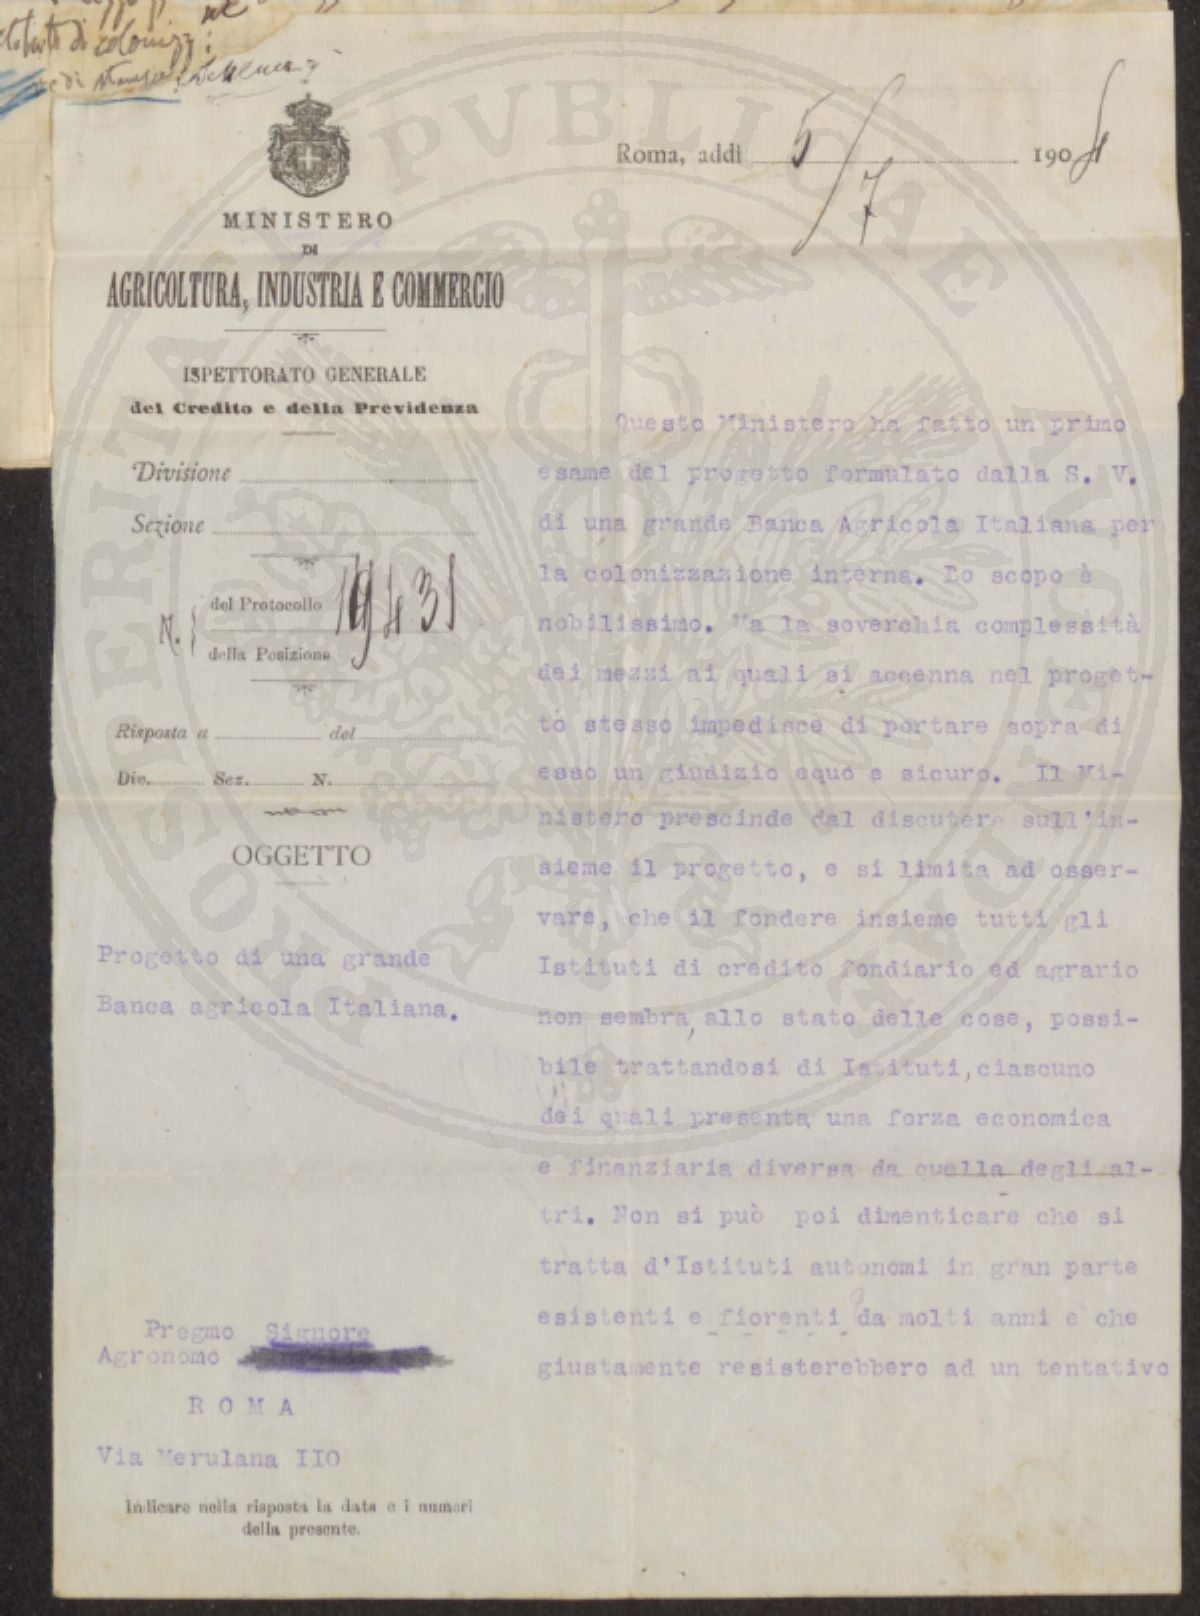 Roma, addi 5/7 1904
MINISTERO
DI
AGRICOLTURA, INDUSTRIA E COMMERCIO
ISPETTORATO GENERALE
del Credito e della Previdenza
Divisione
Sezione
N.
del Protocollo 19431
della Posizione
Risposta a del
Div. Sez. N.
OGGETTO
Progetto di una grande
Banca agricola Italiana.
Questo Ministero ha fatto un primo
esame del progetto formulato dalla S. V.
di una grande Banca Agricola Italiana per
la colonizzazione interna. Lo scopo è
nobilissimo. Ma la soverchia complessità
dei mezzi ai quali si accenna nel proget-
to stesso impedisce di portare sopra di
esso un giudizio equo e sicuro. Il Mi-
nistero prescinde dal discutere sull'in-
sieme il progetto, e si limita ad osser-
vare, che il fondere insieme tutti gli
Istituti di credito fondiario ed agrario
non sembra, allo stato delle cose, possi-
bile trattandosi di Istituti, ciascuno
dei quali presenta una forza economica
e finanziaria diversa da quella degli al-
tri. Non si può poi dimenticare che si
tratta d'Istituti autonomi in gran parte
esistenti e fiorenti da molti anni e che
giustamente resisterebbero ad un tentativo
Pregmo Signore
Agronomo
ROMA
Via Merulana IIO
Indicare nella risposta la data e i numeri
della presente.
PROSPERITATI PVBLICAE AVGENDAE